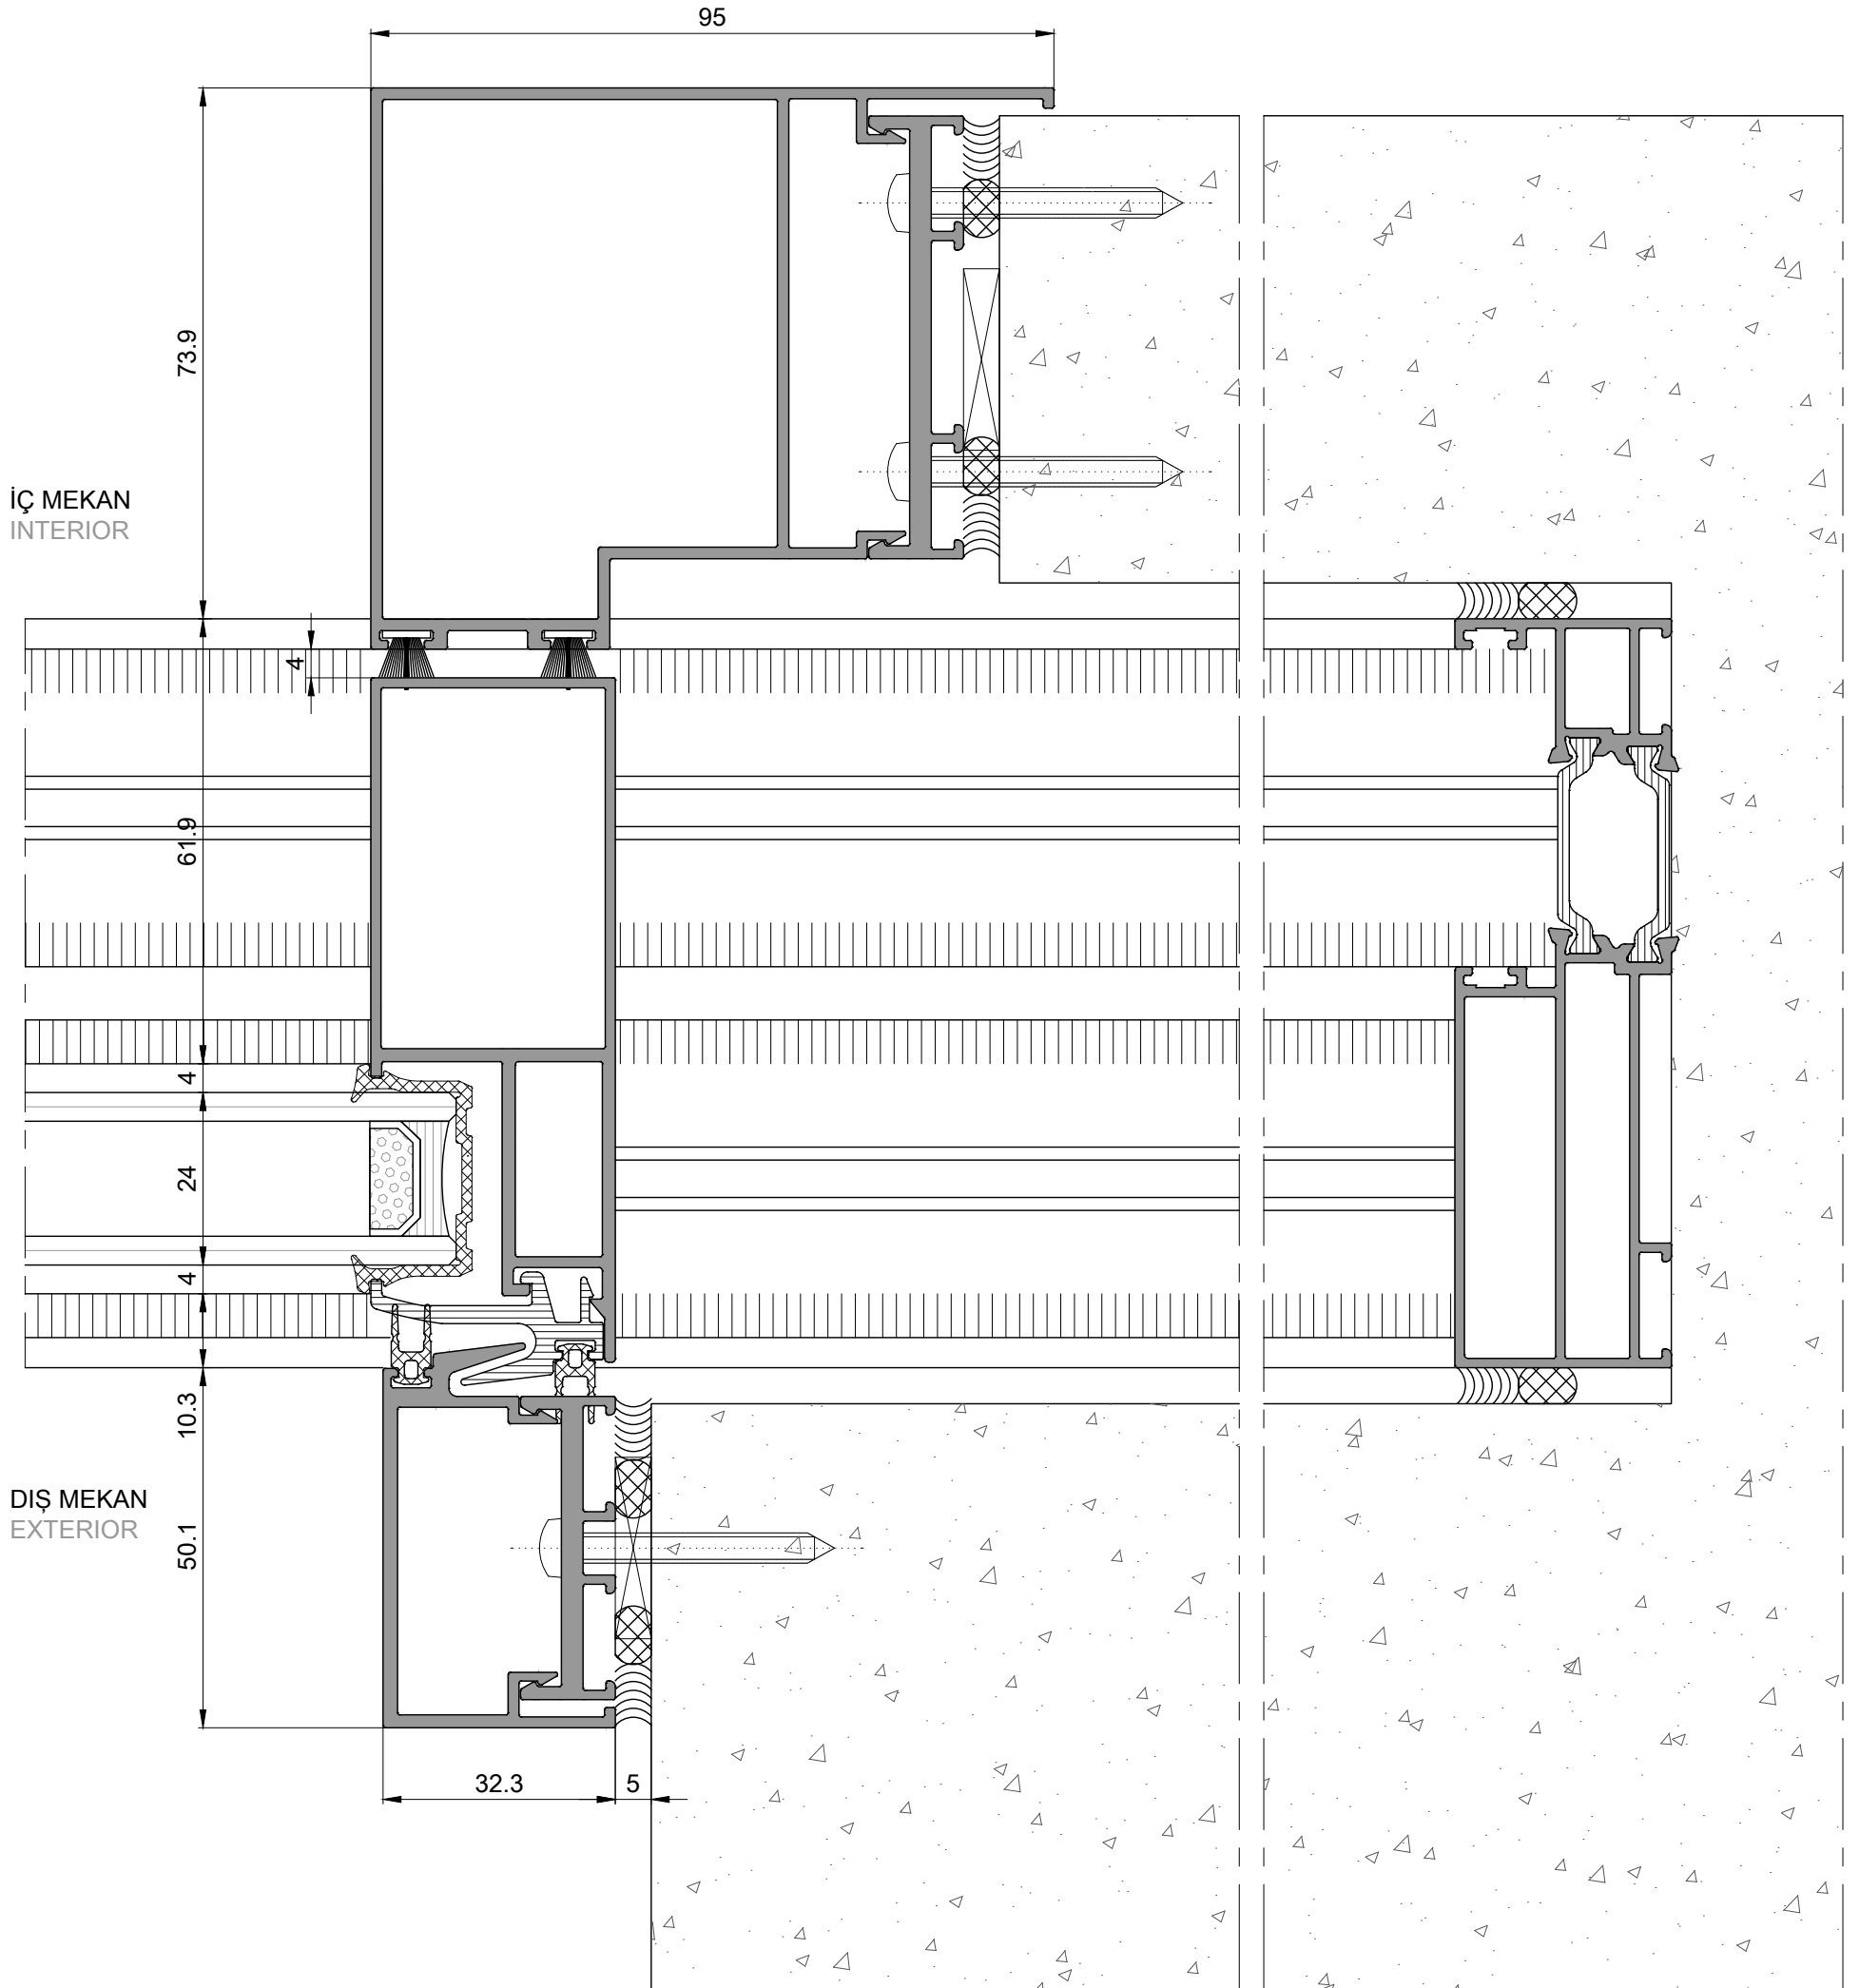 95
73.9
İÇ MEKAN
INTERIOR
4
61.9
4
24
4
10.3
DIŞ MEKAN
EXTERIOR
50.1
32.3
5